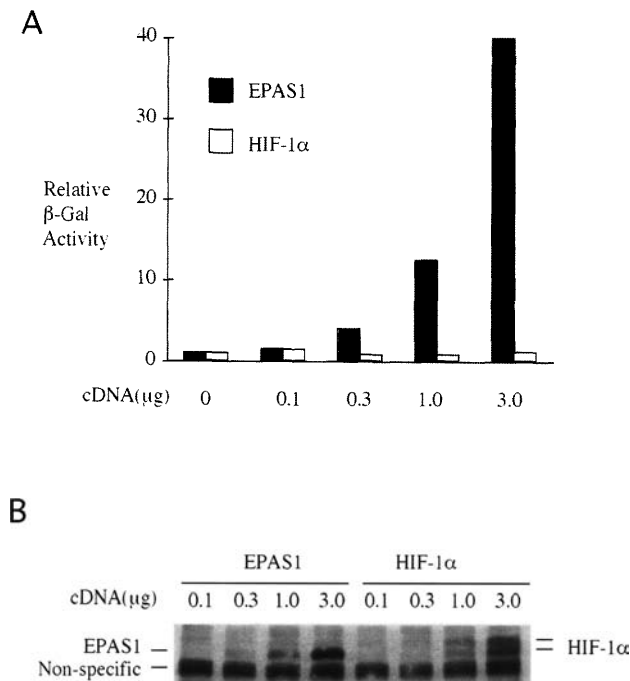 A
40
30
20
10
0
EPAS1
HIF-1α
Relative
β-Gal
Activity
cDNA(µg) 0 0.1 0.3 1.0 3.0
B
EPAS1 HIF-1α
cDNA(µg) 0.1 0.3 1.0 3.0 0.1 0.3 1.0 3.0
EPAS1 HIF-1α
Non-specific